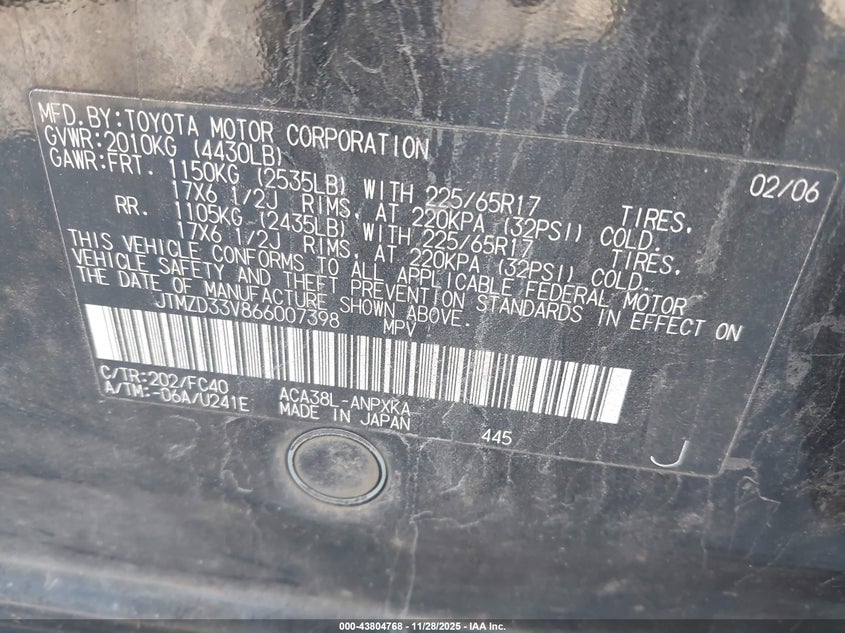 MFD.BY:TOYOTA MOTOR CORPORATION 02/06
GVWR:2010KG (4430LB)
GAWR:FRT. 1150KG (2535LB) WITH 225/65R17 TIRES,
17X6 1/2J RIMS, AT 220KPA (32PSI) COLD.
RR. 1105KG (2435LB) WITH 225/65R17 TIRES,
17X6 1/2J RIMS, AT 220KPA (32PSI) COLD.
THIS VEHICLE CONFORMS TO ALL APPLICABLE FEDERAL MOTOR
VEHICLE SAFETY AND THEFT PREVENTION STANDARDS IN EFFECT ON
THE DATE OF MANUFACTURE SHOWN ABOVE.
JTMZD33V866007398 MPV
C/TR:202/FC40 ACA38L-ANPXKA
A/TM:-06A/U241E MADE IN JAPAN 445 J
000-43804768 | 11/28/2025 - IAA Inc.